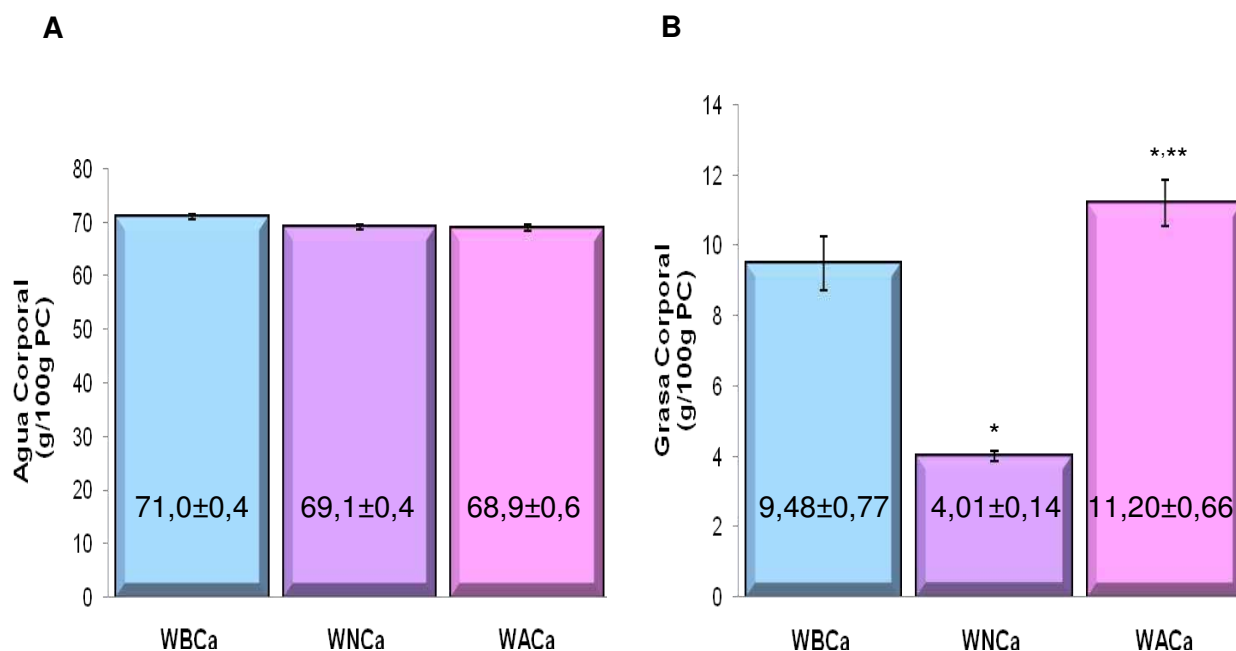 A
Agua Corporal
(g/100g PC)
80
70
60
50
40
30
20
10
0
71,0±0,4
69,1±0,4
68,9±0,6
WBCa
WNCa
WACa
B
Grasa Corporal
(g/100g PC)
14
12
10
8
6
4
2
0
*,**
*
9,48±0,77
4,01±0,14
11,20±0,66
WBCa
WNCa
WACa